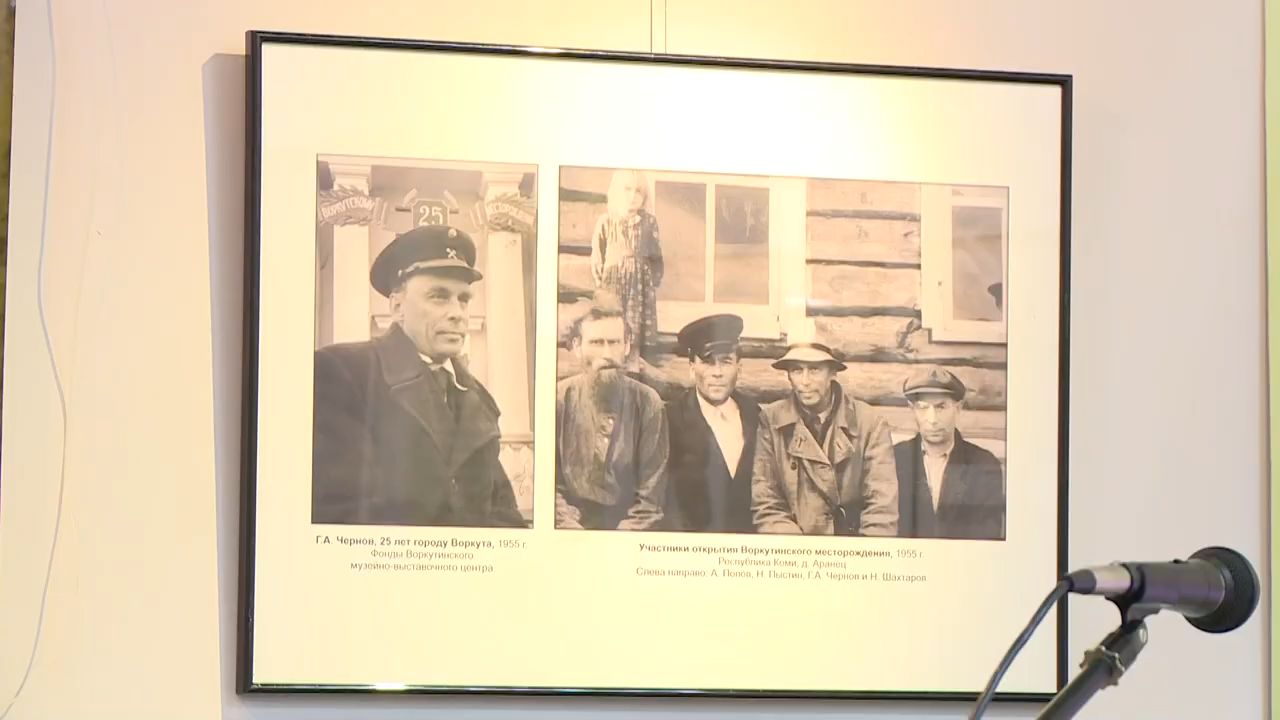 ВОРКУТСКОМУ
25
Г.А. Чернов, 25 лет городу Воркута, 1955 г.
Фонды Воркутинского
музейно-выставочного центра
Участники открытия Воркутинского месторождения, 1955 г.
Республика Коми, д. Аранец
Слева направо: А. Попов, Н. Пыстин, Г.А. Чернов и Н. Шахтаров